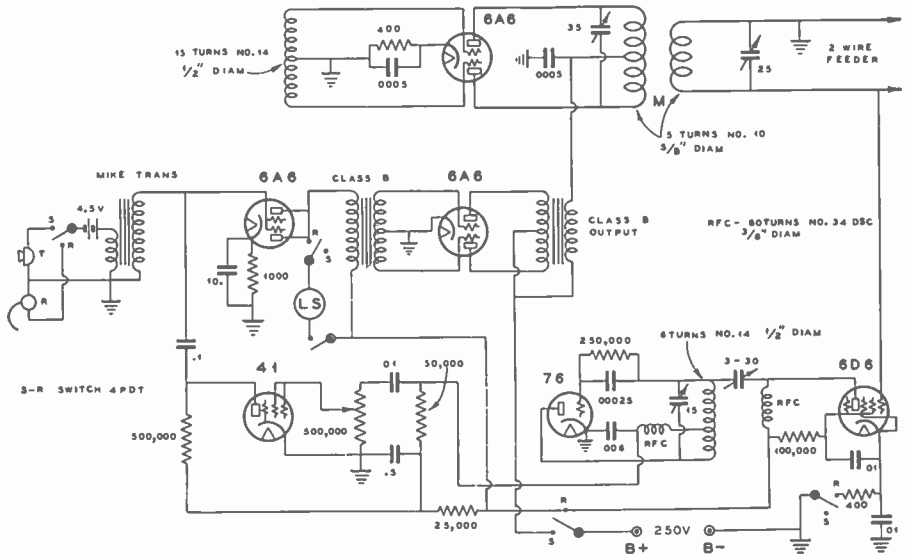 6A6
400
35
15 TURNS NO.14
1/2" DIAM
0005
0005
25
2 WIRE
FEEDER
M
5 TURNS NO. 10
5/8" DIAM
MIKE TRANS
6A6
CLASS B
6A6
4.5V
S
R
T
R
R
S
CLASS B
OUTPUT
RFC- 80TURNS NO.34 DSC
3/8" DIAM
10.
1000
LS
.1
S-R SWITCH 4PDT
41
01
50,000
500,000
500,000
.5
25,000
6TURNS NO.14 1/2" DIAM
250,000
76
00025
15
3-30
6D6
006
RFC
RFC
100,000
01
R
R
400
S
S
01
250V
B+
B-